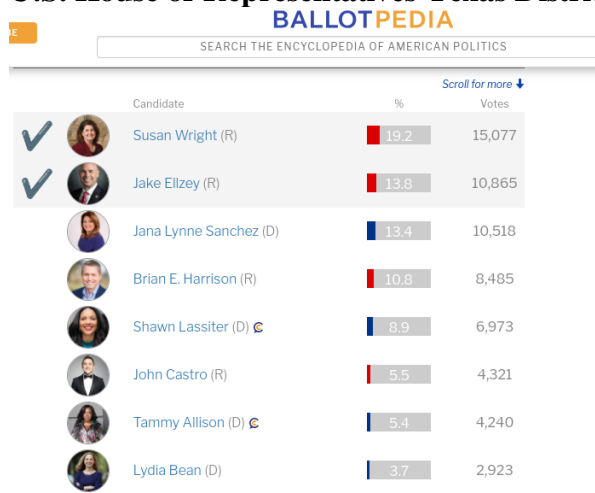 BALLOTPEDIA
SEARCH THE ENCYCLOPEDIA OF AMERICAN POLITICS
Scroll for more
Candidate % Votes
Susan Wright (R) 19.2 15,077
Jake Ellzey (R) 13.8 10,865
Jana Lynne Sanchez (D) 13.4 10,518
Brian E. Harrison (R) 10.8 8,485
Shawn Lassiter (D) 8.9 6,973
John Castro (R) 5.5 4,321
Tammy Allison (D) 5.4 4,240
Lydia Bean (D) 3.7 2,923